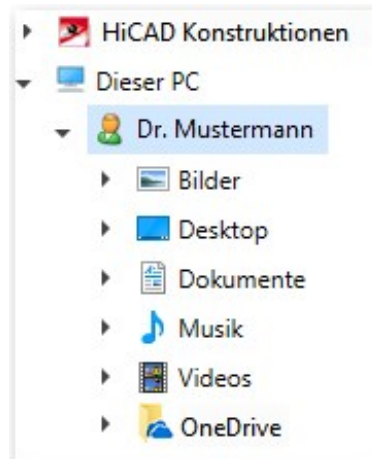 HiCAD Konstruktionen
Dieser PC
Dr. Mustermann
Bilder
Desktop
Dokumente
Musik
Videos
OneDrive